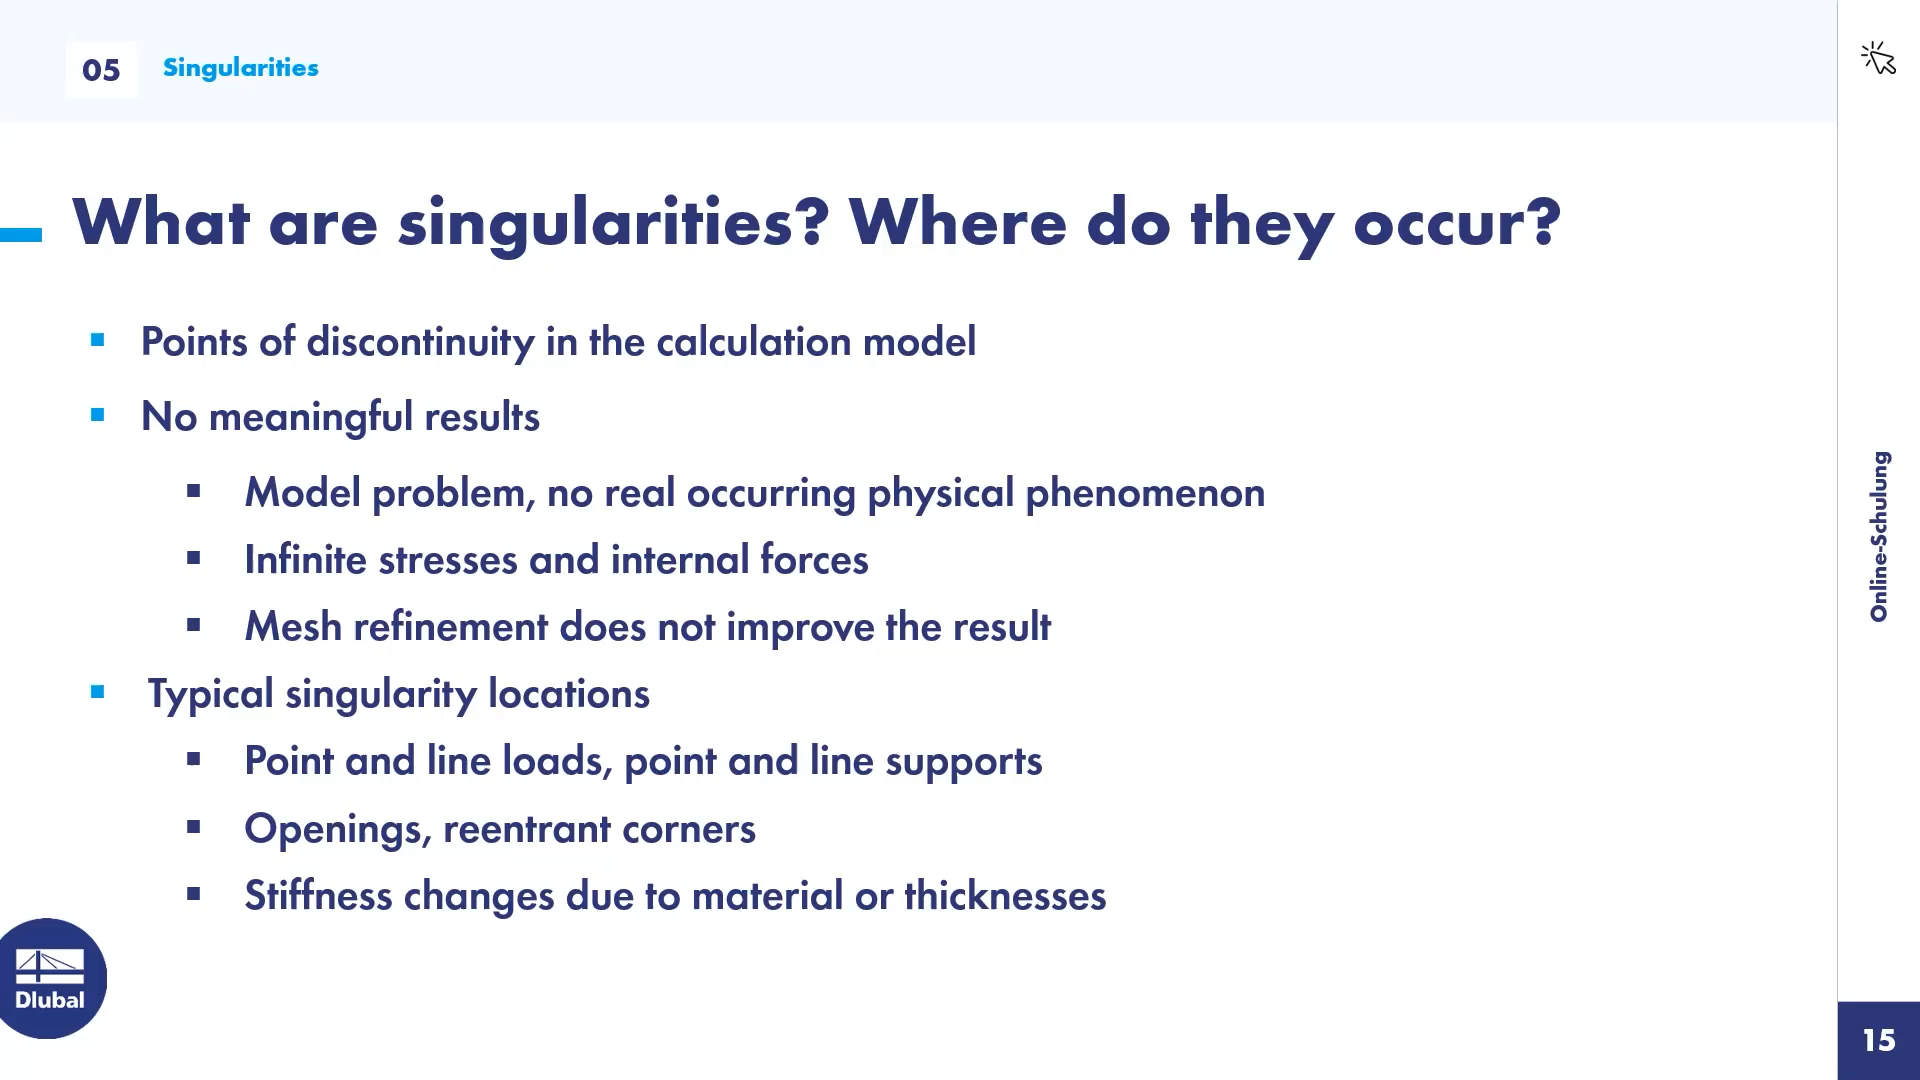 05
Singularities
What are singularities? Where do they occur?
Points of discontinuity in the calculation model
No meaningful results
Model problem, no real occurring physical phenomenon
Infinite stresses and internal forces
Mesh refinement does not improve the result
Typical singularity locations
Point and line loads, point and line supports
Openings, reentrant corners
Stiffness changes due to material or thicknesses
Dlubal
Online-Schulung
15